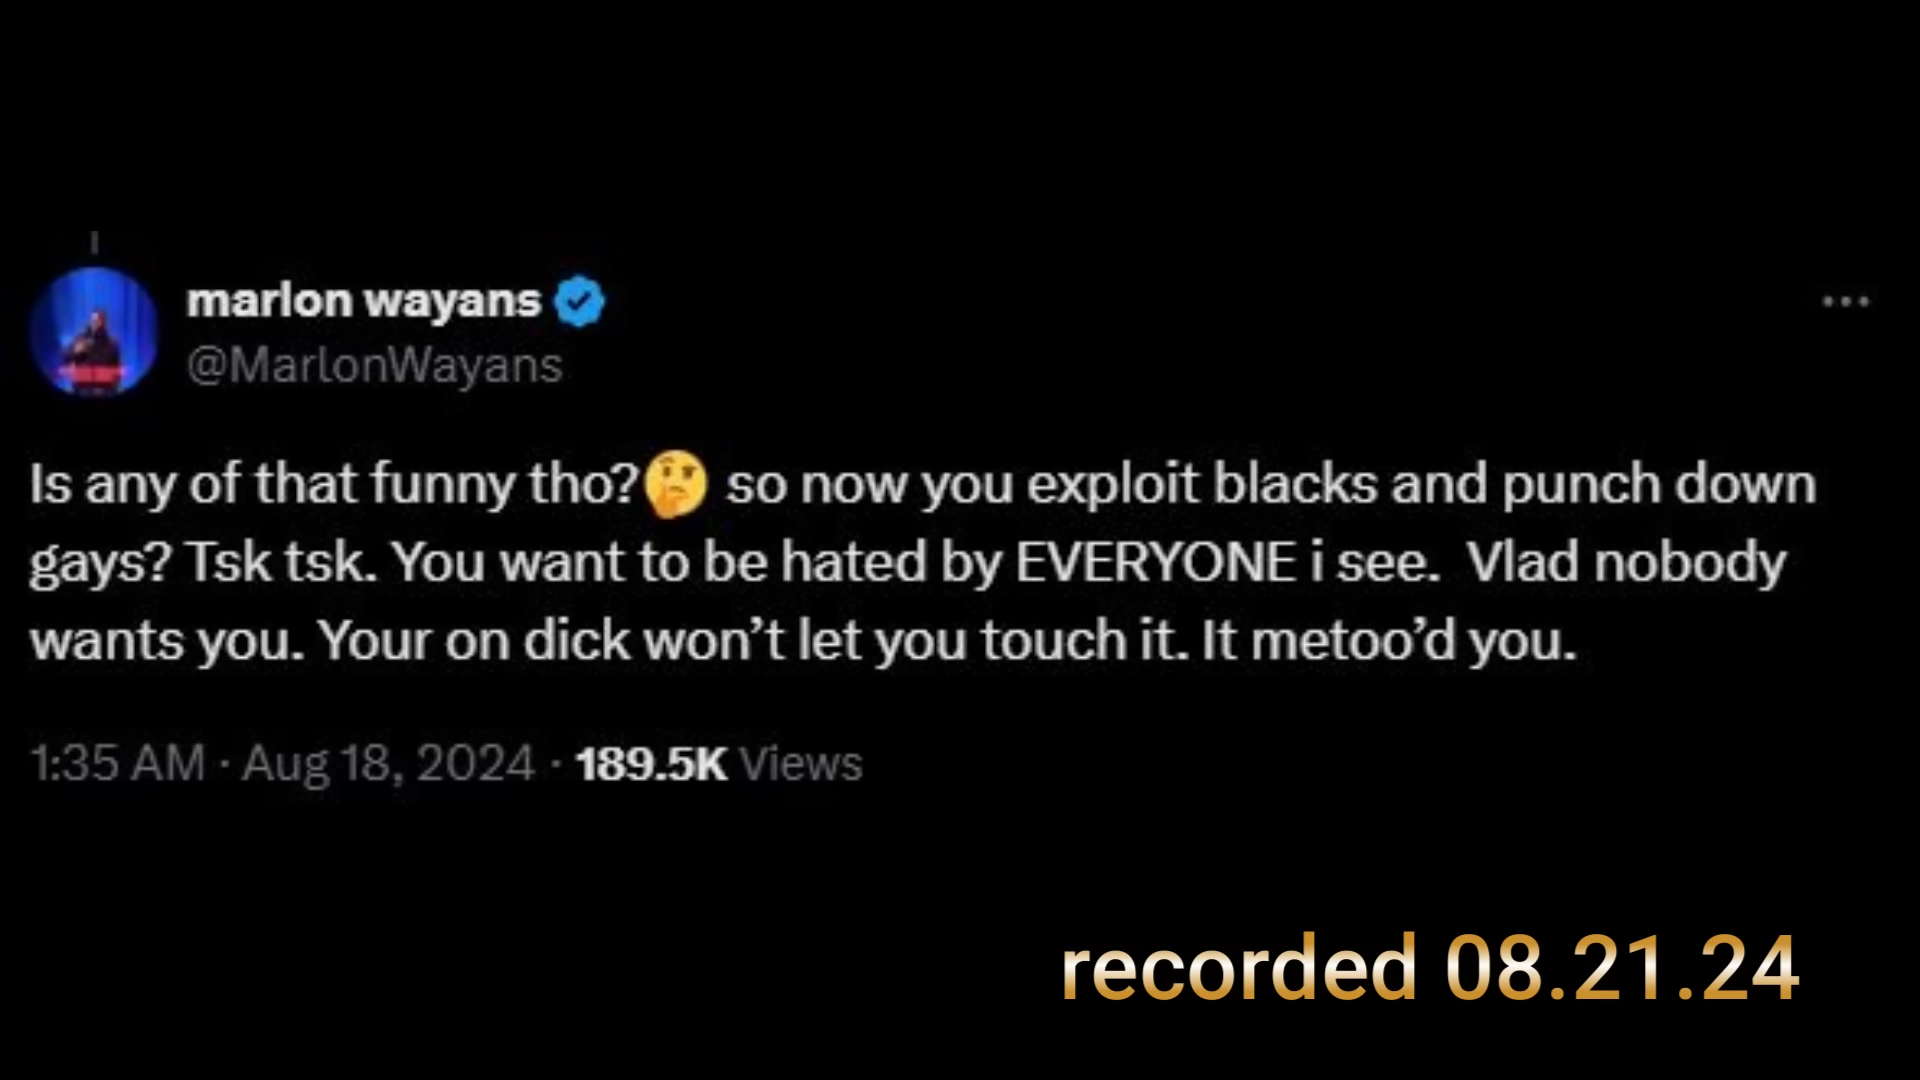 marlon wayans
@MarlonWayans
Is any of that funny tho?🤔 so now you exploit blacks and punch down
gays? Tsk tsk. You want to be hated by EVERYONE i see.  Vlad nobody
wants you. Your on dick won’t let you touch it. It metoo’d you.
1:35 AM · Aug 18, 2024 · 189.5K Views
recorded 08.21.24